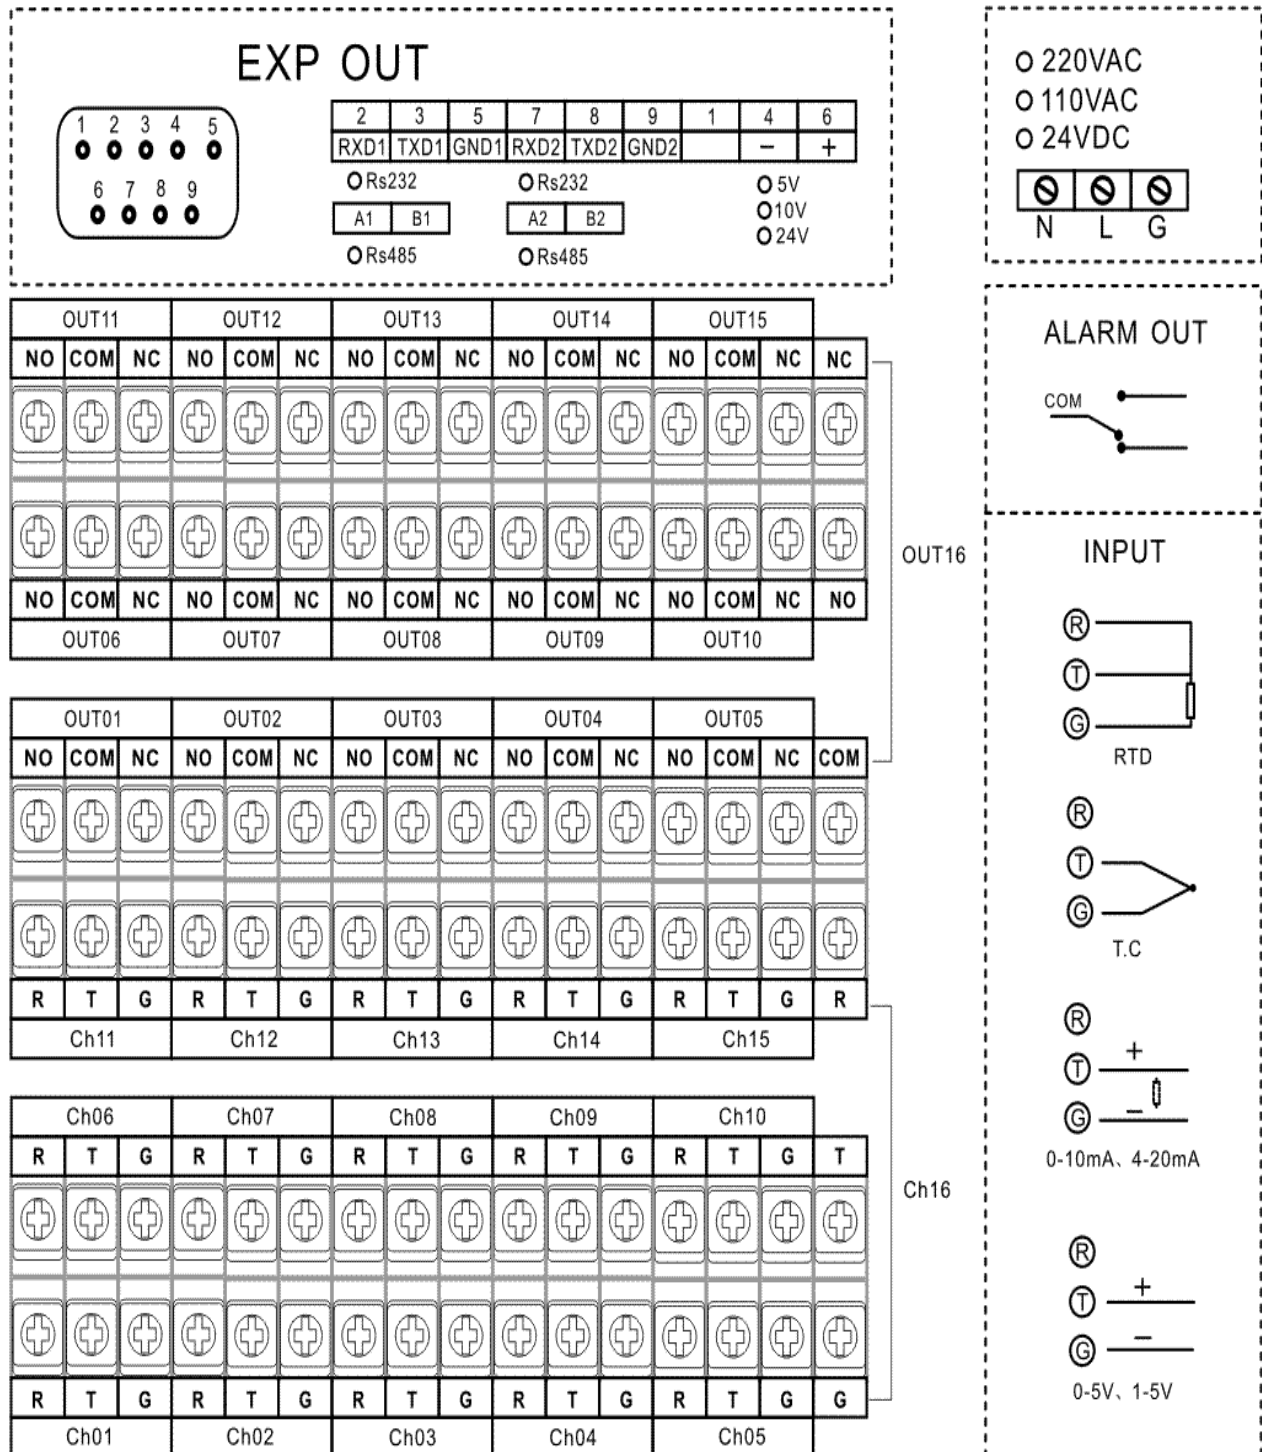 EXP OUT
1 2 3 4 5
6 7 8 9
2 3 5 7 8 9 1 4 6
RXD1 TXD1 GND1 RXD2 TXD2 GND2 − +
Rs232 Rs232 5V
A1 B1 A2 B2 10V
Rs485 Rs485 24V
220VAC
110VAC
24VDC
N L G
OUT11 OUT12 OUT13 OUT14 OUT15
NO COM NC NO COM NC NO COM NC NO COM NC NO COM NC NC
NO COM NC NO COM NC NO COM NC NO COM NC NO COM NC NO
OUT06 OUT07 OUT08 OUT09 OUT10
OUT16
OUT01 OUT02 OUT03 OUT04 OUT05
NO COM NC NO COM NC NO COM NC NO COM NC NO COM NC COM
R T G R T G R T G R T G R T G R
Ch11 Ch12 Ch13 Ch14 Ch15
Ch06 Ch07 Ch08 Ch09 Ch10
R T G R T G R T G R T G R T G T
Ch16
R T G R T G R T G R T G R T G G
Ch01 Ch02 Ch03 Ch04 Ch05
ALARM OUT
COM
INPUT
R
T
G
RTD
R
T
G
T.C
R
T +
G −
0-10mA、4-20mA
R
T +
G −
0-5V、1-5V